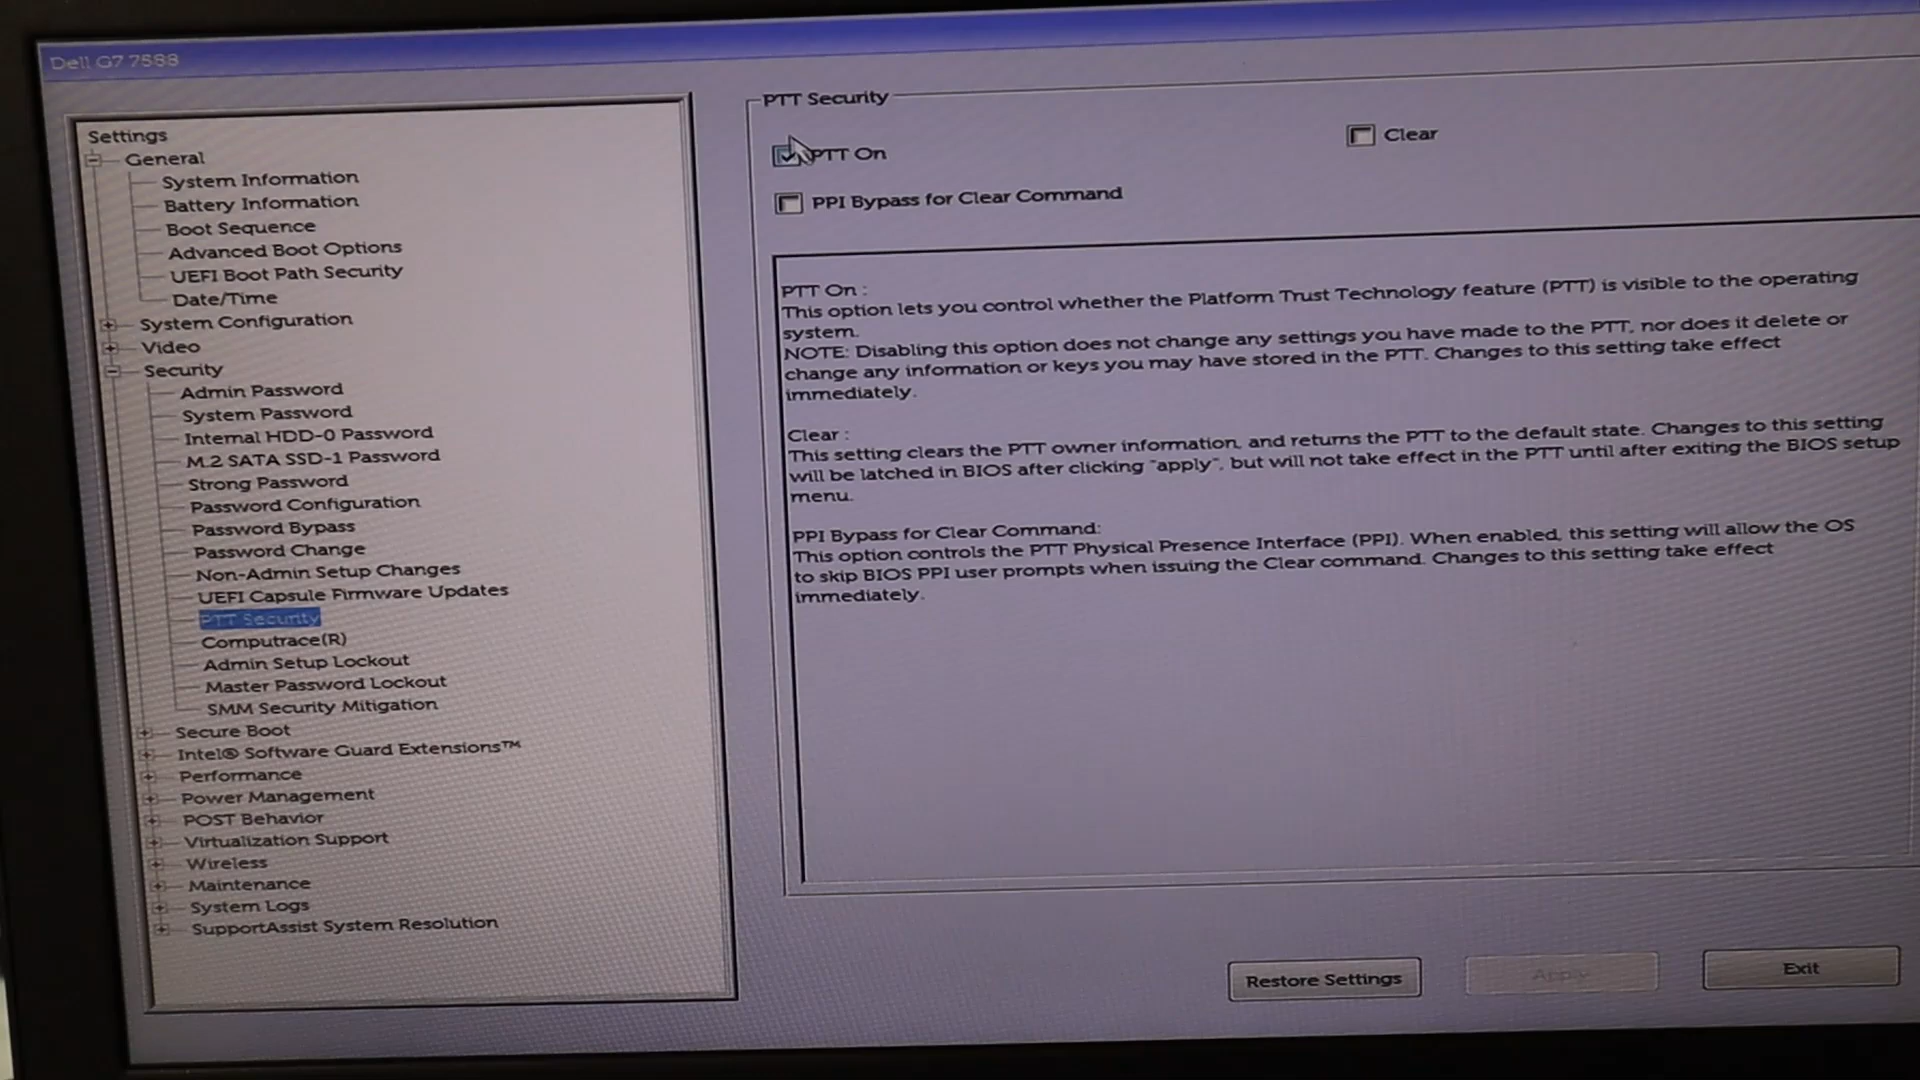 Dell G7 7588
Settings
General
System Information
Battery Information
Boot Sequence
Advanced Boot Options
UEFI Boot Path Security
Date/Time
System Configuration
Video
Security
Admin Password
System Password
Internal HDD-0 Password
M.2 SATA SSD-1 Password
Strong Password
Password Configuration
Password Bypass
Password Change
Non-Admin Setup Changes
UEFI Capsule Firmware Updates
PTT Security
Computrace(R)
Admin Setup Lockout
Master Password Lockout
SMM Security Mitigation
Secure Boot
Intel® Software Guard Extensions™
Performance
Power Management
POST Behavior
Virtualization Support
Wireless
Maintenance
System Logs
SupportAssist System Resolution
PTT Security
PTT On
Clear
PPI Bypass for Clear Command
PTT On :
This option lets you control whether the Platform Trust Technology feature (PTT) is visible to the operating
system.
NOTE: Disabling this option does not change any settings you have made to the PTT, nor does it delete or
change any information or keys you may have stored in the PTT. Changes to this setting take effect
immediately.
Clear :
This setting clears the PTT owner information, and returns the PTT to the default state. Changes to this setting
will be latched in BIOS after clicking "apply", but will not take effect in the PTT until after exiting the BIOS setup
menu.
PPI Bypass for Clear Command:
This option controls the PTT Physical Presence Interface (PPI). When enabled, this setting will allow the OS
to skip BIOS PPI user prompts when issuing the Clear command. Changes to this setting take effect
immediately.
Restore Settings
Apply
Exit